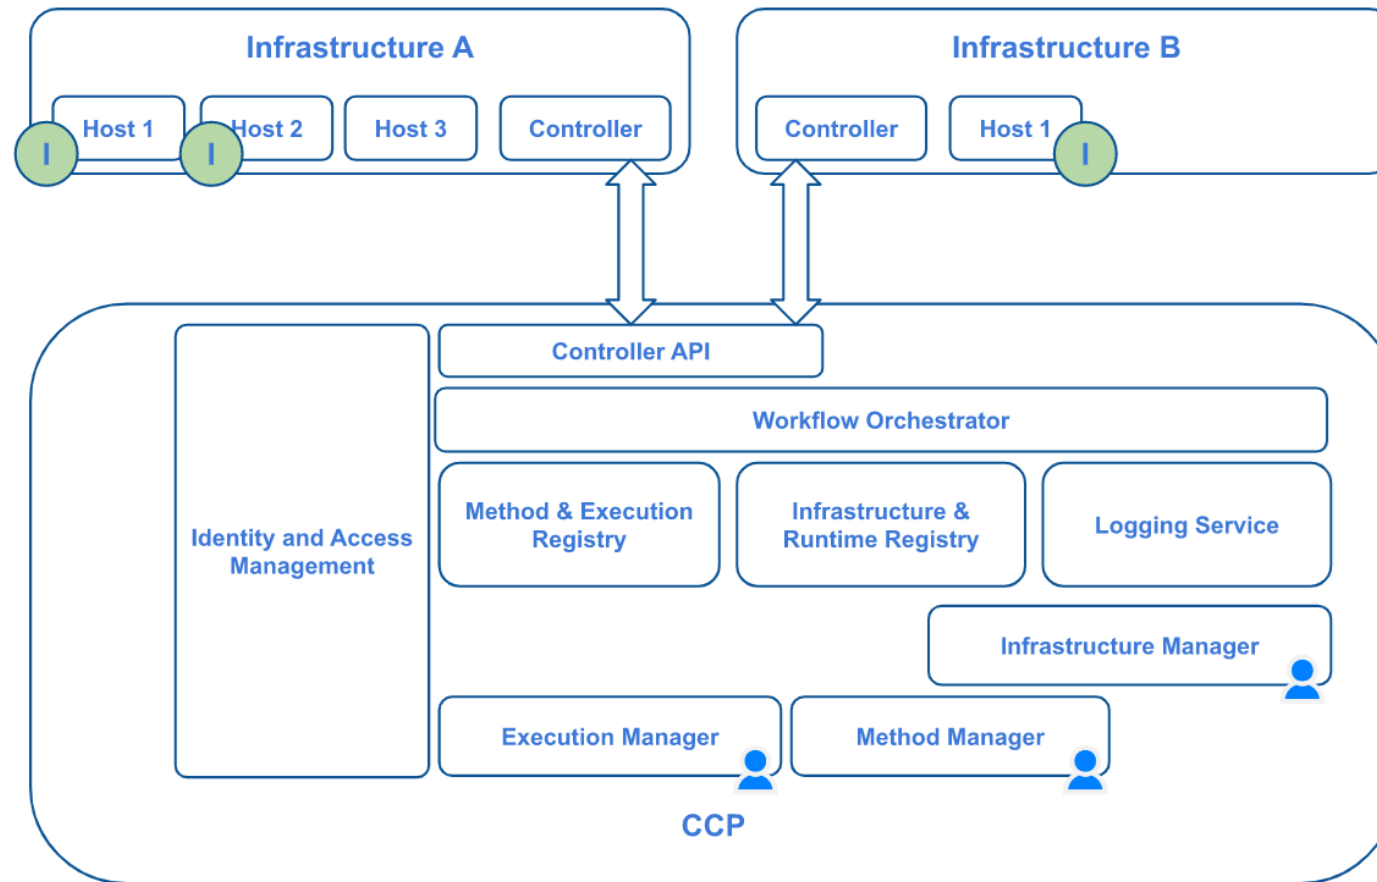 Infrastructure A
Host 1
Host 2
Host 3
Controller
I
I
Infrastructure B
Controller
Host 1
I
Controller API
Workflow Orchestrator
Identity and Access
Management
Method & Execution
Registry
Infrastructure &
Runtime Registry
Logging Service
Infrastructure Manager
Execution Manager
Method Manager
CCP